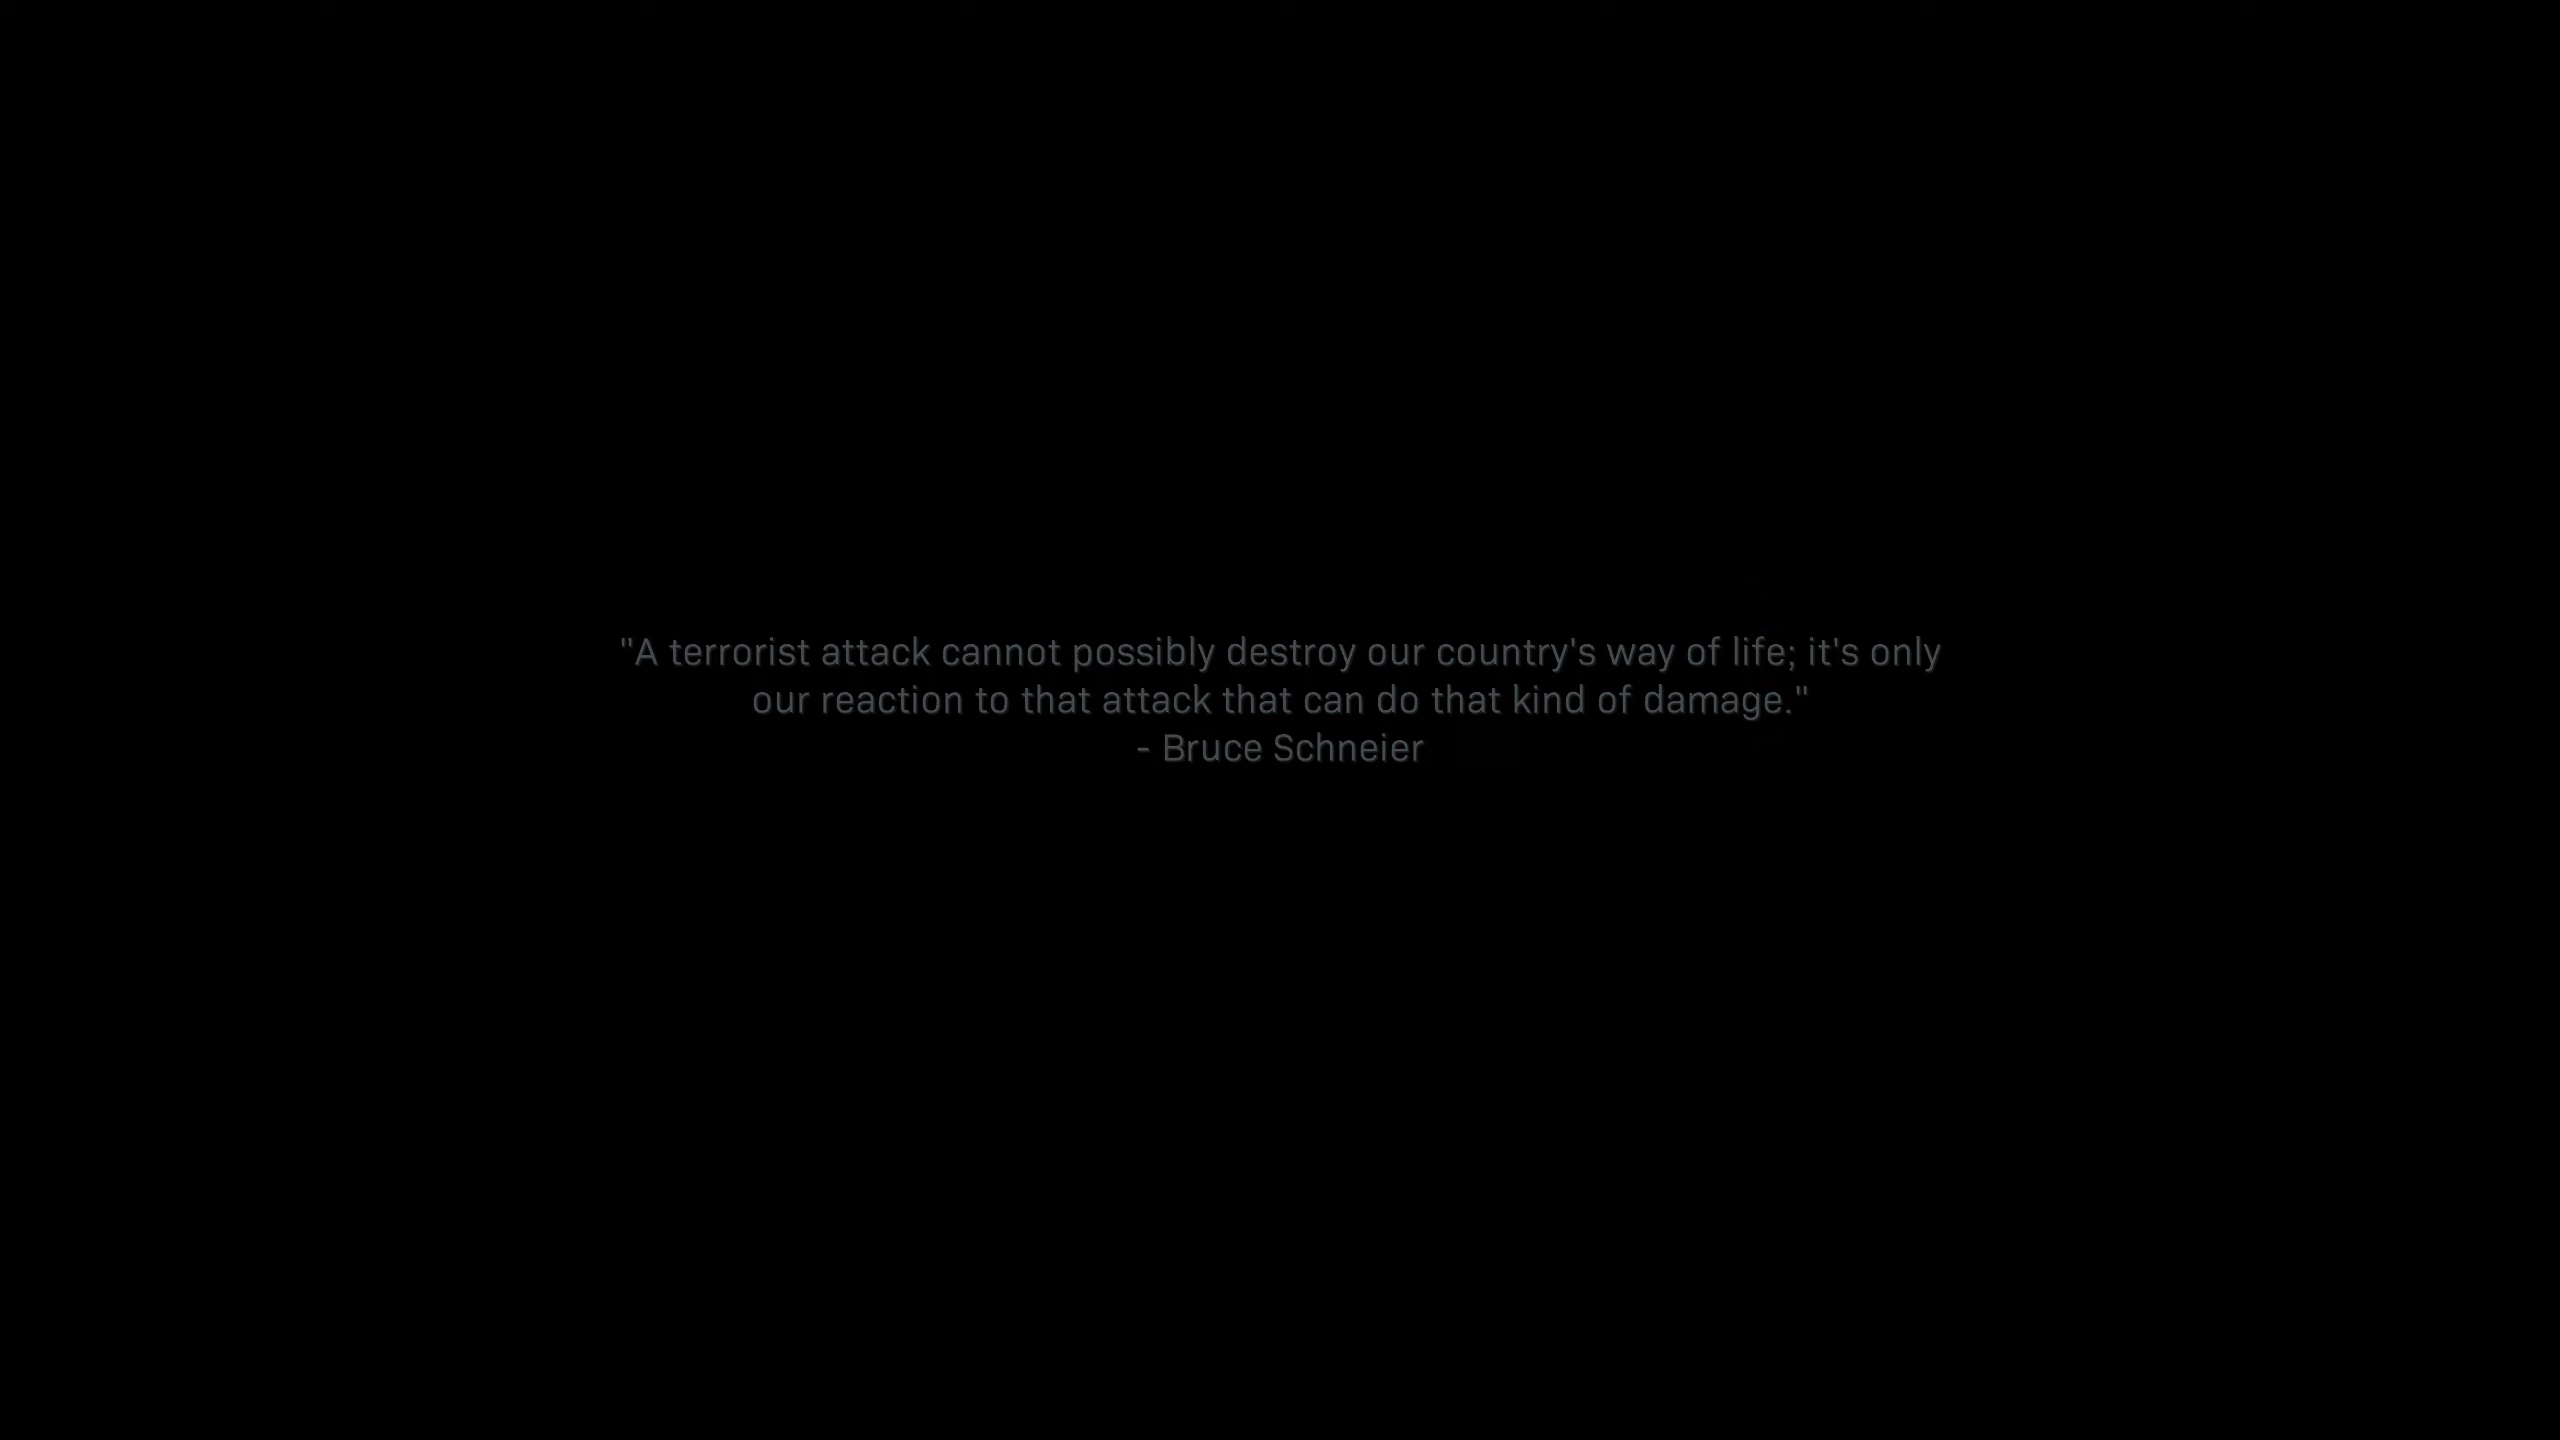 "A terrorist attack cannot possibly destroy our country's way of life; it's only
our reaction to that attack that can do that kind of damage."
- Bruce Schneier